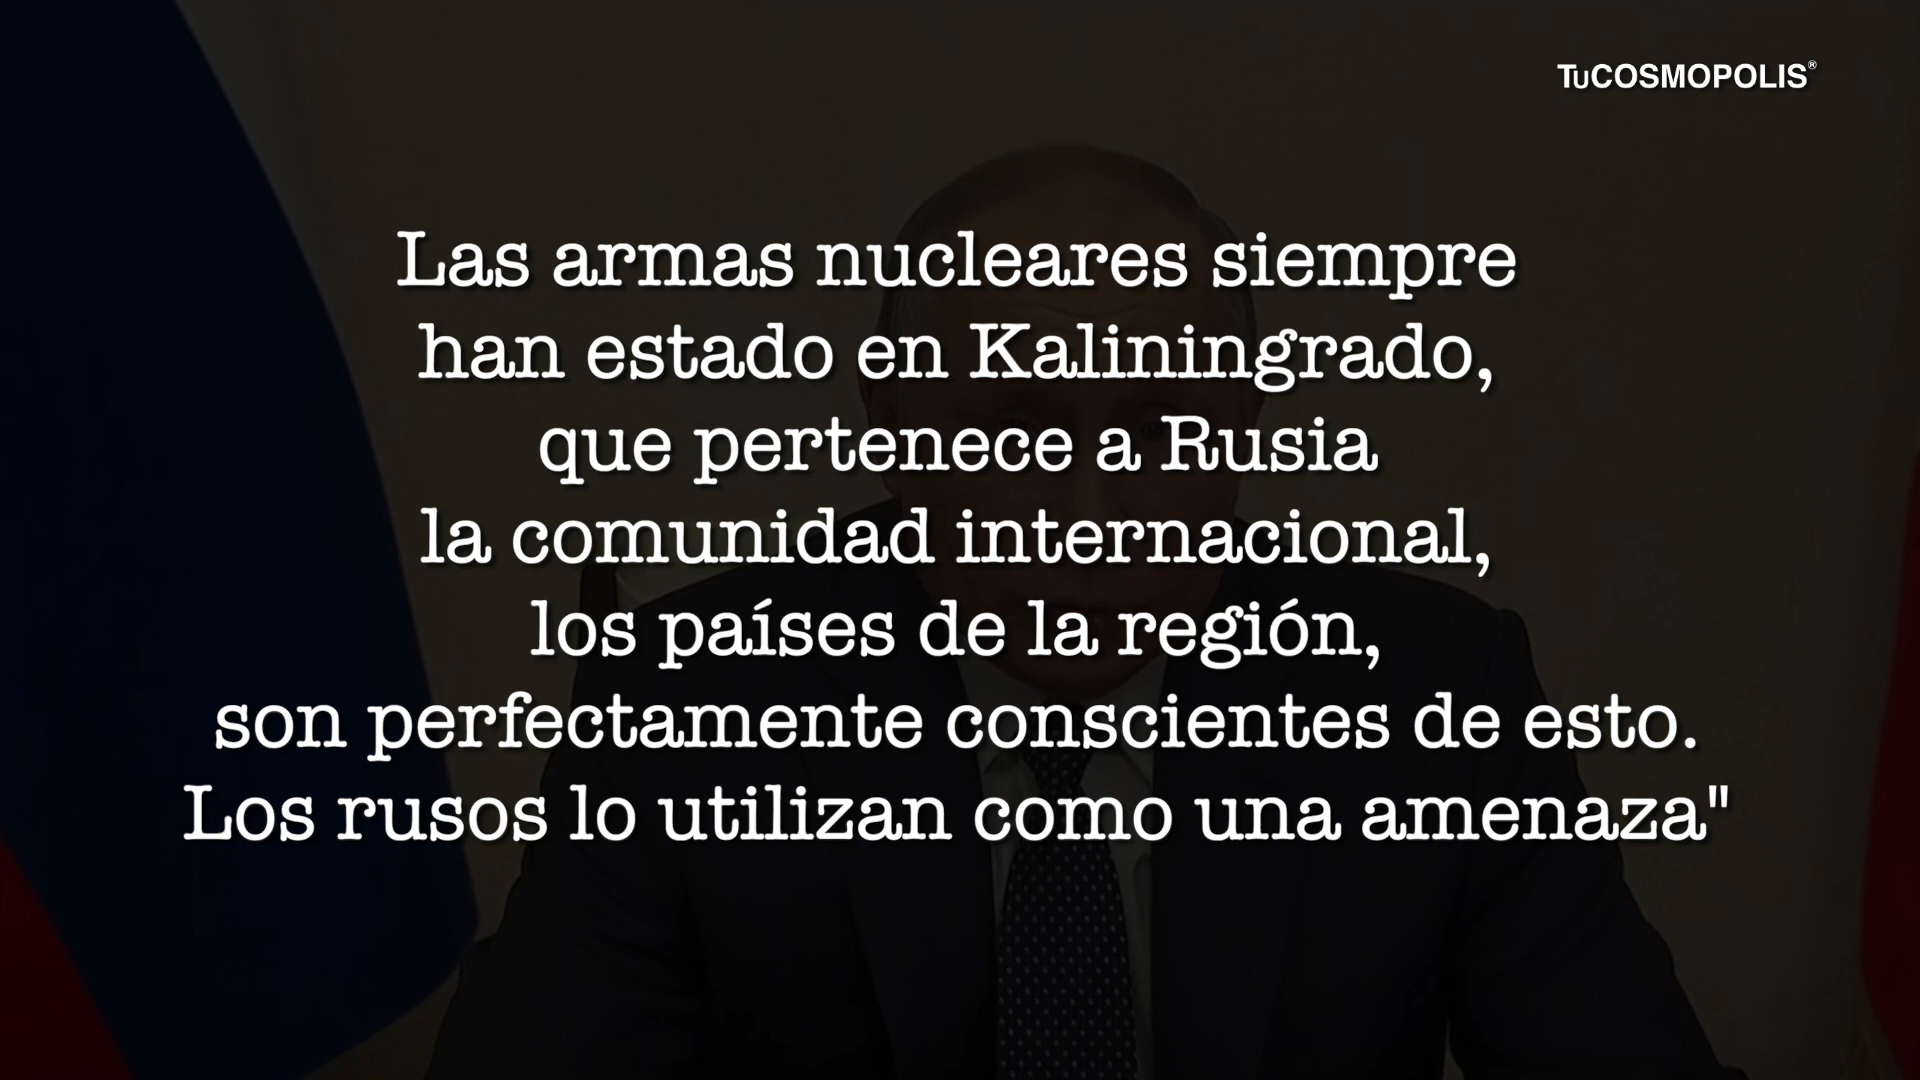 TuCOSMOPOLIS®
Las armas nucleares siempre
han estado en Kaliningrado,
que pertenece a Rusia
la comunidad internacional,
los países de la región,
son perfectamente conscientes de esto.
Los rusos lo utilizan como una amenaza"